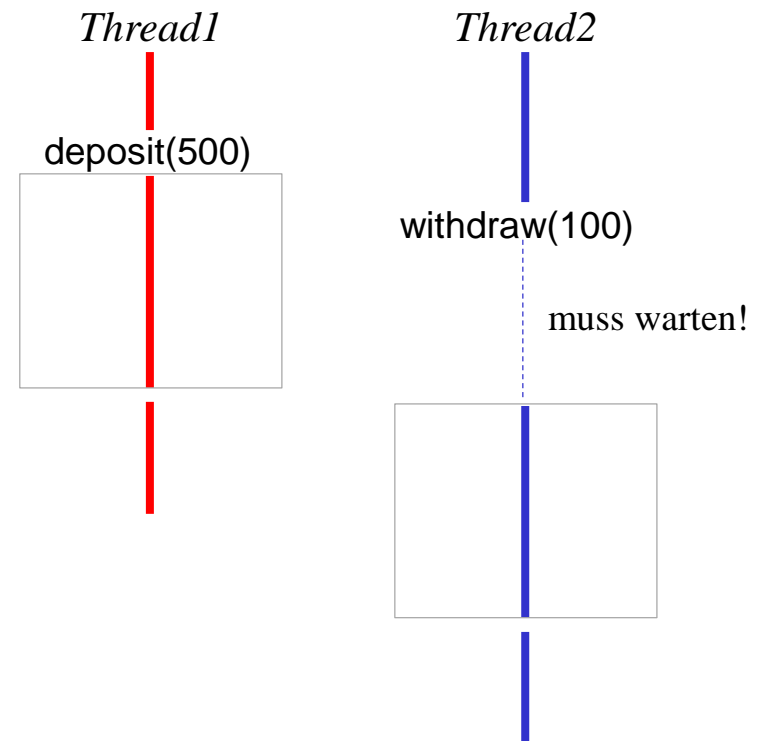 Thread1
Thread2
deposit(500)
withdraw(100)
muss warten!